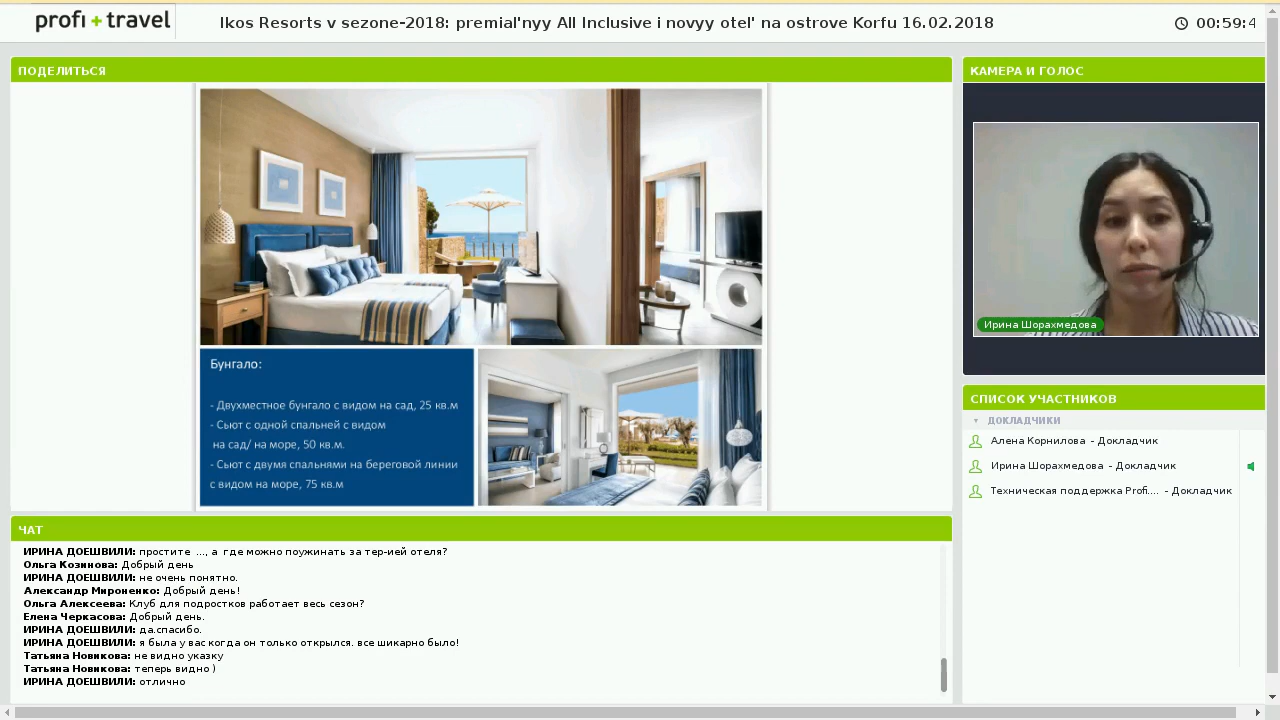 profi + travel
Ikos Resorts v sezone-2018: premial'nyy All Inclusive i novyy otel' na ostrove Korfu 16.02.2018
00:59:4
ПОДЕЛИТЬСЯ
Бунгало:
- Двухместное бунгало с видом на сад, 25 кв.м
- Сьют с одной спальней с видом
на сад/ на море, 50 кв.м.
- Сьют с двумя спальнями на береговой линии
с видом на море, 75 кв.м
КАМЕРА И ГОЛОС
Ирина Шорахмедова
СПИСОК УЧАСТНИКОВ
ДОКЛАДЧИКИ
Алена Корнилова - Докладчик
Ирина Шорахмедова - Докладчик
Техническая поддержка Profi.... - Докладчик
ЧАТ
ИРИНА ДОЕШВИЛИ: простите ..., а где можно поужинать за тер-ией отеля?
Ольга Козинова: Добрый день
ИРИНА ДОЕШВИЛИ: не очень понятно.
Александр Мироненко: Добрый день!
Ольга Алексеева: Клуб для подростков работает весь сезон?
Елена Черкасова: Добрый день.
ИРИНА ДОЕШВИЛИ: да.спасибо.
ИРИНА ДОЕШВИЛИ: я была у вас когда он только открылся. все шикарно было!
Татьяна Новикова: не видно указку
Татьяна Новикова: теперь видно )
ИРИНА ДОЕШВИЛИ: отлично